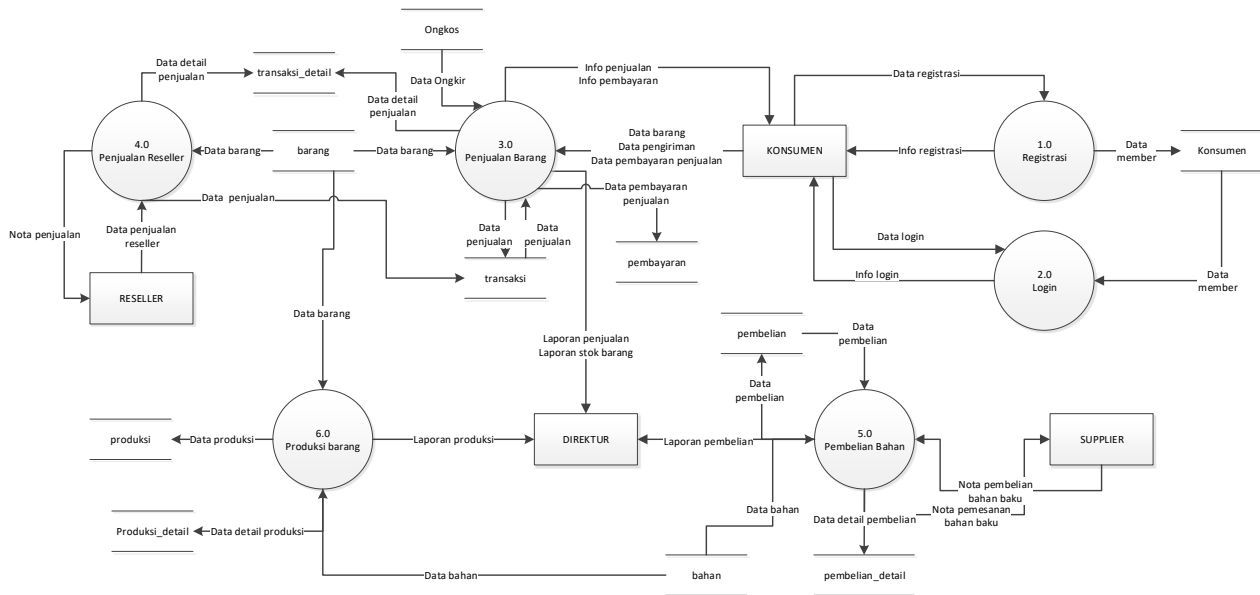 Ongkos
Data Ongkir
Data detail
penjualan
transaksi_detail
Data detail
penjualan
Info penjualan
Info pembayaran
Data registrasi
4.0
Penjualan Reseller
Data barang
barang
Data barang
3.0
Penjualan Barang
Data barang
Data pengiriman
Data pembayaran penjualan
KONSUMEN
Info registrasi
1.0
Registrasi
Data
member
Konsumen
Data penjualan
Data pembayaran
penjualan
Nota penjualan
Data penjualan
reseller
Data
penjualan
Data
penjualan
Data login
pembayaran
transaksi
Info login
2.0
Login
Data
member
RESELLER
Data barang
Laporan penjualan
Laporan stok barang
pembelian
Data
pembelian
Data
pembelian
produksi
Data produksi
6.0
Produksi barang
Laporan produksi
DIREKTUR
Laporan pembelian
5.0
Pembelian Bahan
SUPPLIER
Nota pembelian
bahan baku
Data bahan
Data detail pembelian
Nota pemesanan
bahan baku
Produksi_detail
Data detail produksi
Data bahan
bahan
pembelian_detail